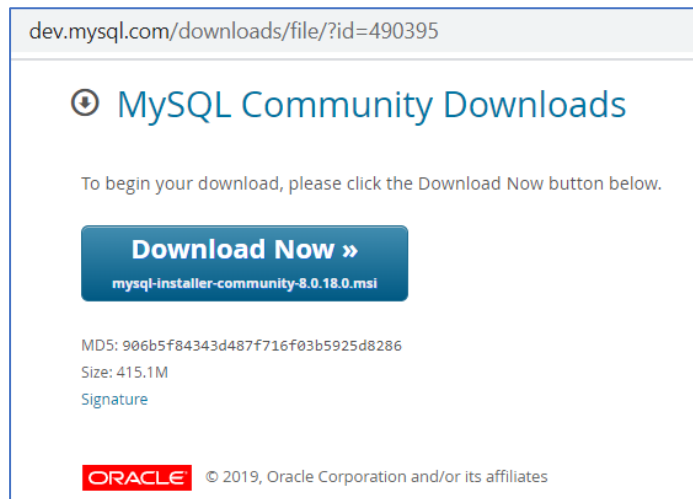 dev.mysql.com/downloads/file/?id=490395
MySQL Community Downloads
To begin your download, please click the Download Now button below.
Download Now »
mysql-installer-community-8.0.18.0.msi
MD5: 906b5f84343d487f716f03b5925d8286
Size: 415.1M
Signature
ORACLE © 2019, Oracle Corporation and/or its affiliates